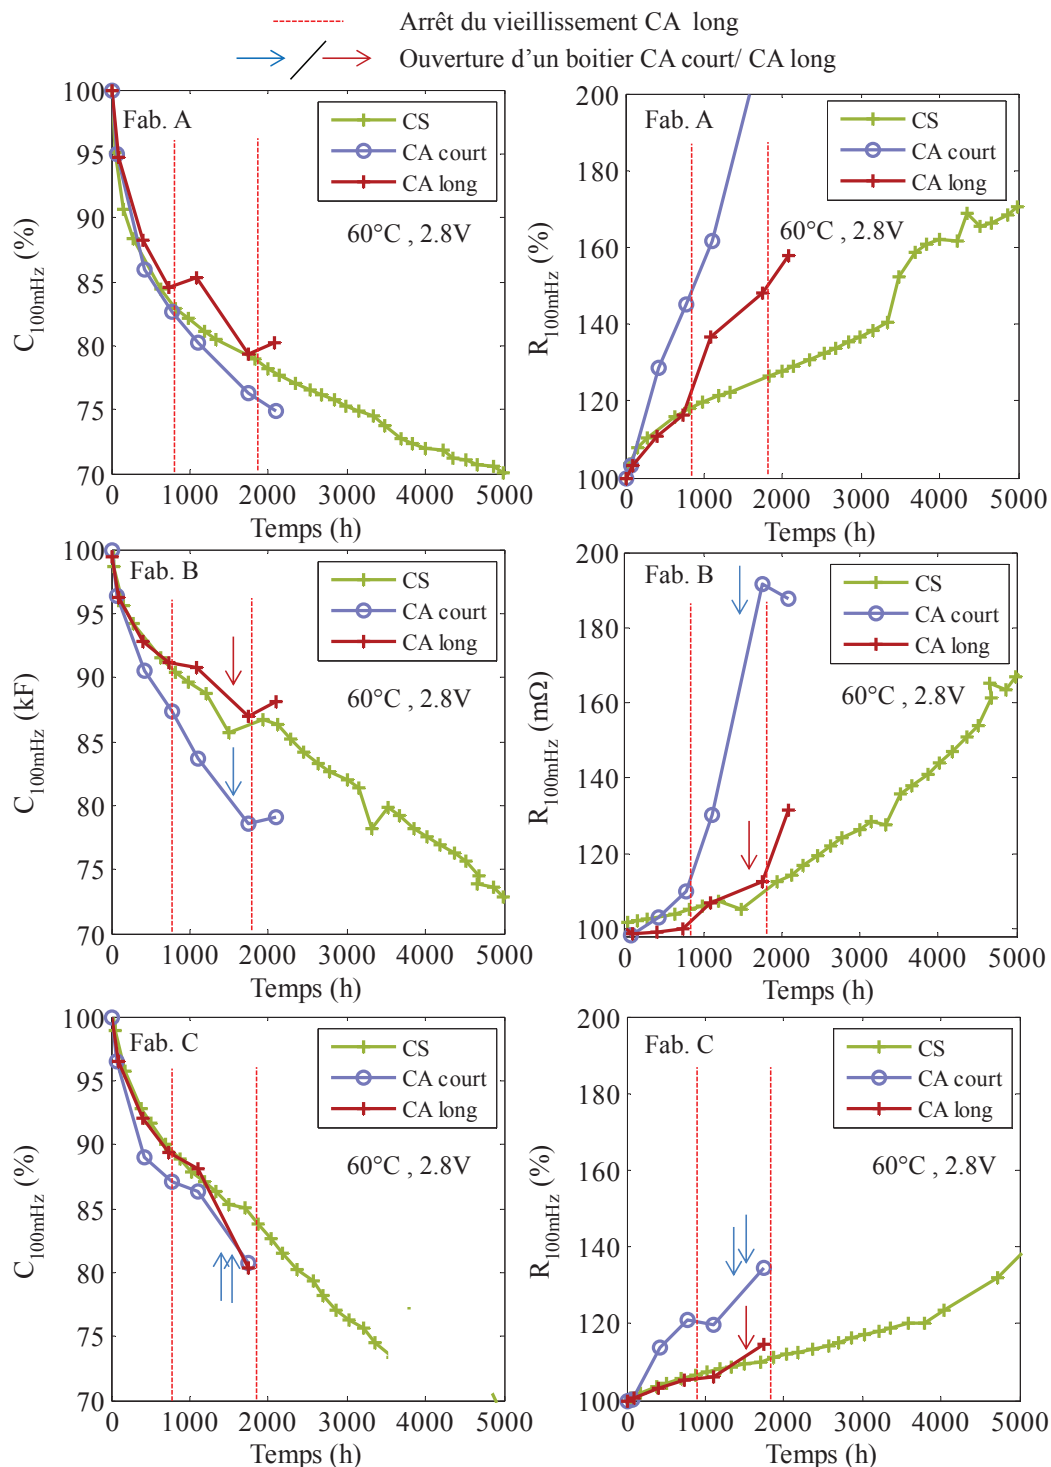 Arrêt du vieillissement CA long
Ouverture d'un boitier CA court/ CA long
Fab. A
CS
CA court
CA long
60°C , 2.8V
C100mHz (%)
100
95
90
85
80
75
70
0 1000 2000 3000 4000 5000
Temps (h)
Fab. A
CS
CA court
CA long
60°C , 2.8V
R100mHz (%)
200
180
160
140
120
100
0 1000 2000 3000 4000 5000
Temps (h)
Fab. B
CS
CA court
CA long
60°C , 2.8V
C100mHz (kF)
100
95
90
85
80
75
70
0 1000 2000 3000 4000 5000
Temps (h)
Fab. B
CS
CA court
CA long
60°C , 2.8V
R100mHz (mΩ)
200
180
160
140
120
100
0 1000 2000 3000 4000 5000
Temps (h)
Fab. C
CS
CA court
CA long
60°C , 2.8V
C100mHz (%)
100
95
90
85
80
75
70
0 1000 2000 3000 4000 5000
Temps (h)
Fab. C
CS
CA court
CA long
60°C , 2.8V
R100mHz (%)
200
180
160
140
120
100
0 1000 2000 3000 4000 5000
Temps (h)